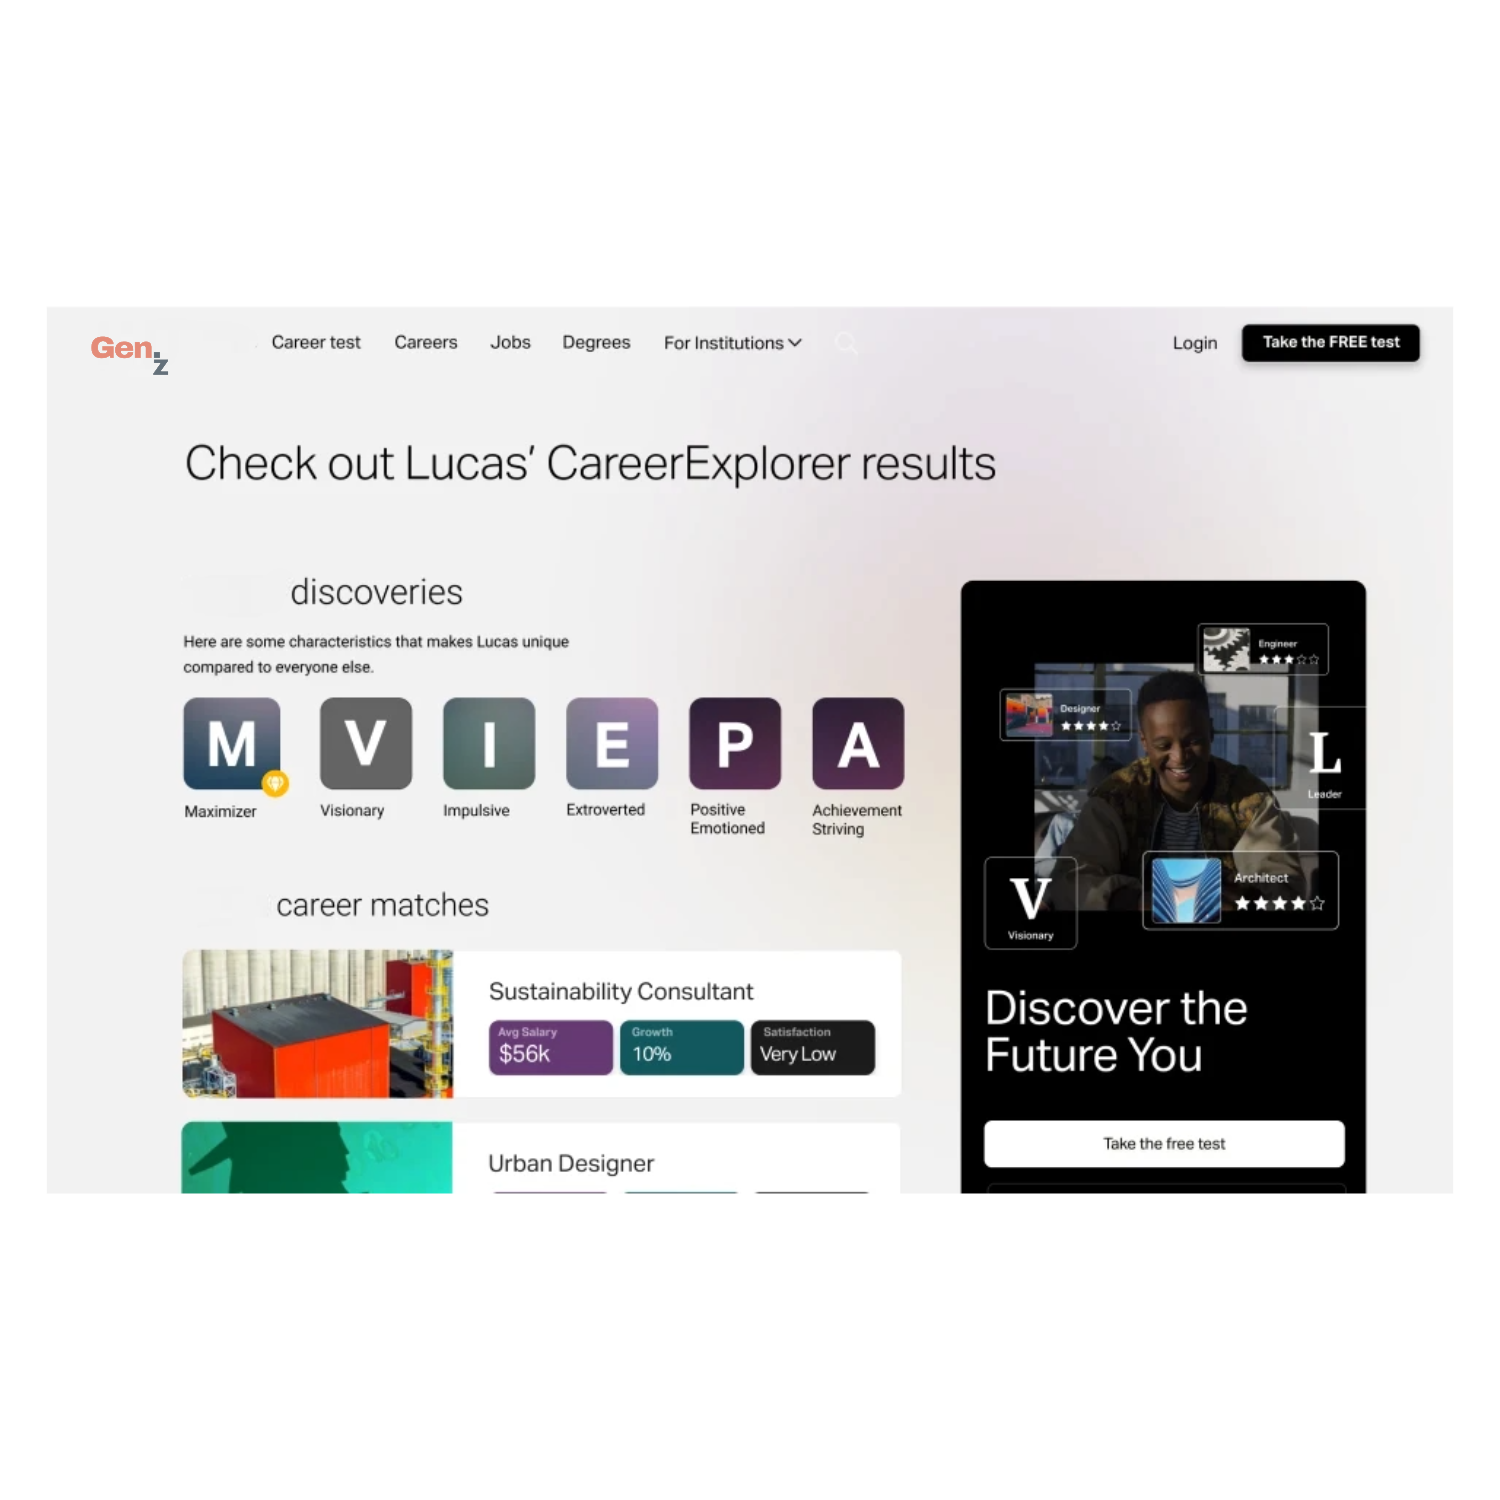 Gen.z
Career test
Careers
Jobs
Degrees
For Institutions
Login
Take the FREE test
Check out Lucas’ CareerExplorer results
discoveries
Here are some characteristics that makes Lucas unique
compared to everyone else.
M
V
I
E
P
A
Maximizer
Visionary
Impulsive
Extroverted
Positive
Emotioned
Achievement
Striving
career matches
Sustainability Consultant
Avg Salary
$56k
Growth
10%
Satisfaction
Very Low
Urban Designer
Engineer
Designer
L
Leader
Architect
V
Visionary
Discover the
Future You
Take the free test